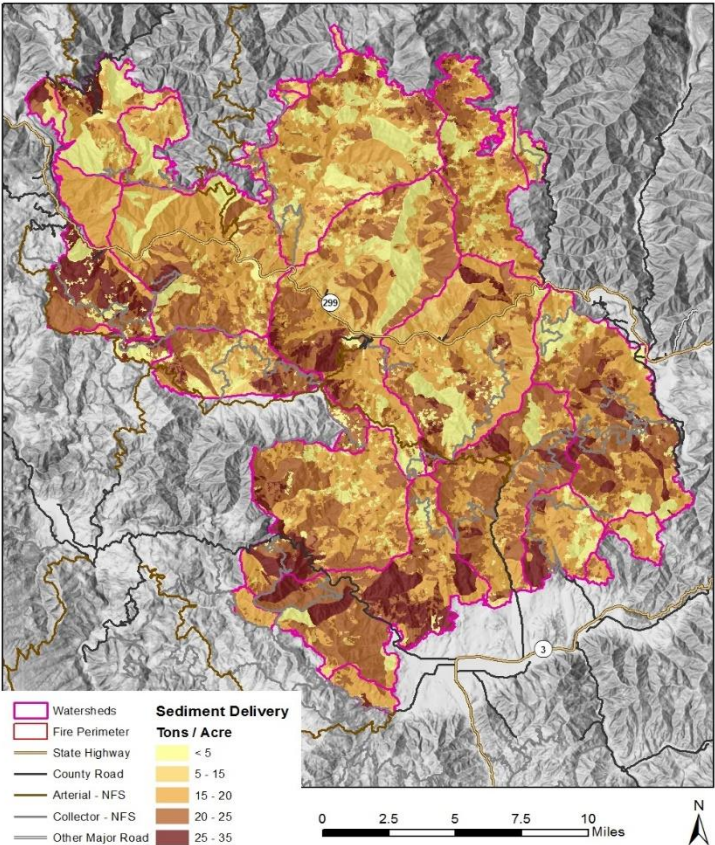 299
3
Watersheds
Fire Perimeter
State Highway
County Road
Arterial - NFS
Collector - NFS
Other Major Road
Sediment Delivery
Tons / Acre
< 5
5 - 15
15 - 20
20 - 25
25 - 35
0 2.5 5 7.5 10
Miles
N